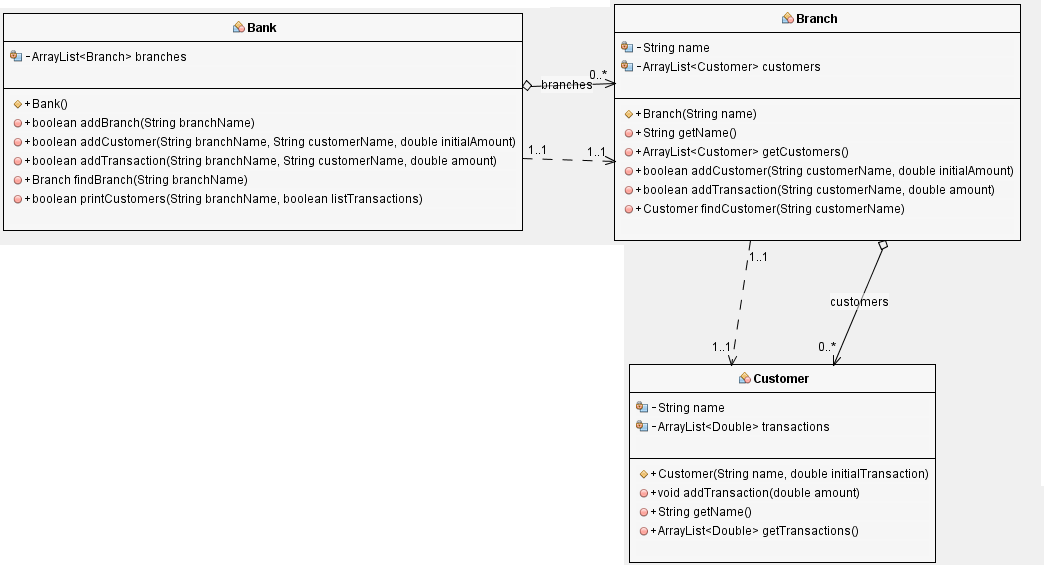 Bank
- ArrayList<Branch> branches
+ Bank()
+ boolean addBranch(String branchName)
+ boolean addCustomer(String branchName, String customerName, double initialAmount)
+ boolean addTransaction(String branchName, String customerName, double amount)
+ Branch findBranch(String branchName)
+ boolean printCustomers(String branchName, boolean listTransactions)
branches
0..*
1..1
1..1
Branch
- String name
- ArrayList<Customer> customers
+ Branch(String name)
+ String getName()
+ ArrayList<Customer> getCustomers()
+ boolean addCustomer(String customerName, double initialAmount)
+ boolean addTransaction(String customerName, double amount)
+ Customer findCustomer(String customerName)
1..1
customers
1..1
0..*
Customer
- String name
- ArrayList<Double> transactions
+ Customer(String name, double initialTransaction)
+ void addTransaction(double amount)
+ String getName()
+ ArrayList<Double> getTransactions()